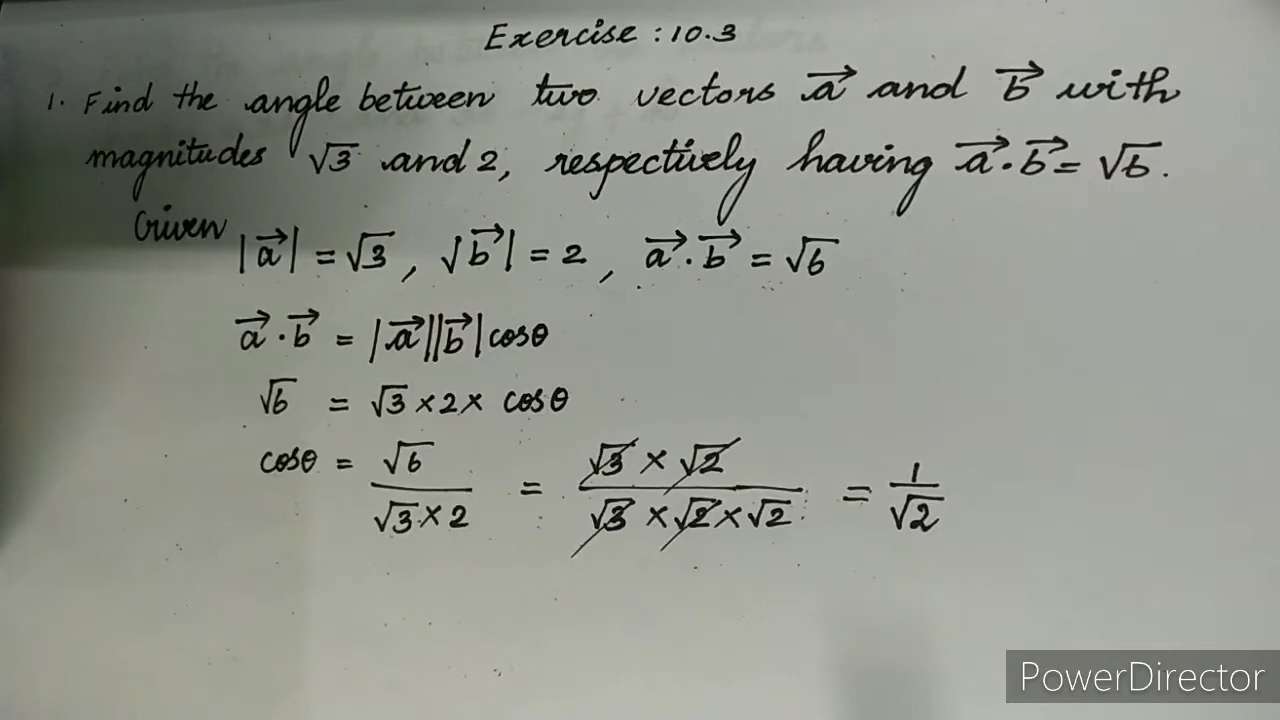 Exercise : 10.3
1. Find the angle between two vectors a⃗ and b⃗ with
magnitudes √3 and 2, respectively having a⃗·b⃗ = √6.
Given
|a⃗| = √3, |b⃗| = 2, a⃗·b⃗ = √6
a⃗·b⃗ = |a⃗||b⃗|cosθ
√6 = √3 × 2 × cosθ
cosθ = √6 / √3 × 2 = √3 × √2 / √3 × √2 × √2 = 1 / √2
PowerDirector